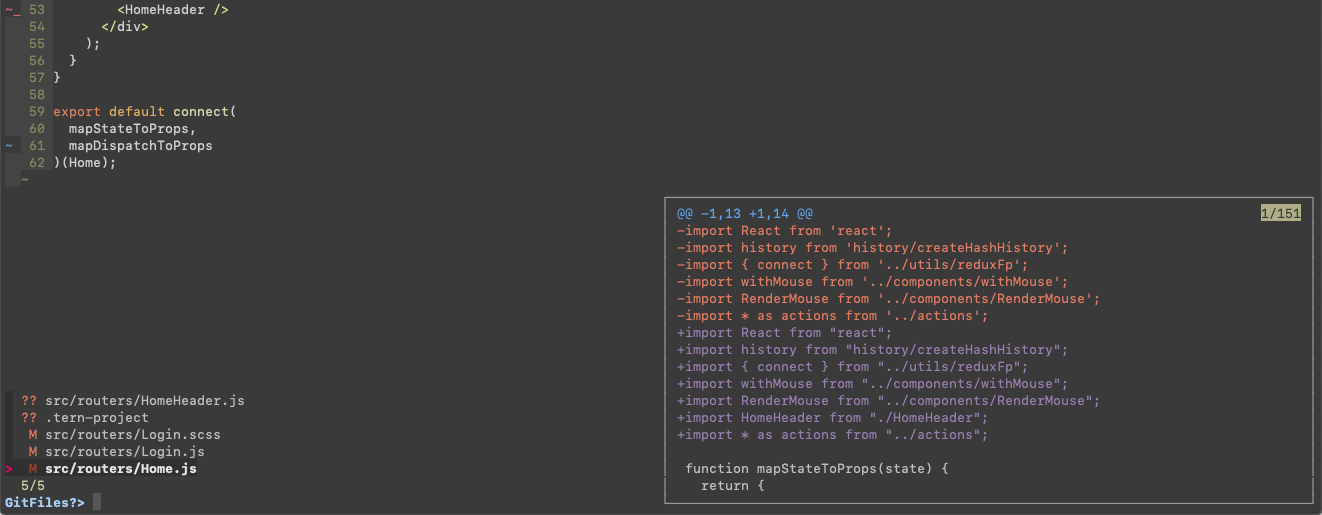 ~_ 53         <HomeHeader />
   54       </div>
   55     );
   56   }
   57 }
   58
   59 export default connect(
   60   mapStateToProps,
~  61   mapDispatchToProps
   62 )(Home);
  ~
@@ -1,13 +1,14 @@ 1/151
-import React from 'react';
-import history from 'history/createHashHistory';
-import { connect } from '../utils/reduxFp';
-import withMouse from '../components/withMouse';
-import RenderMouse from '../components/RenderMouse';
-import * as actions from '../actions';
+import React from "react";
+import history from "history/createHashHistory";
+import { connect } from "../utils/reduxFp";
+import withMouse from "../components/withMouse";
+import RenderMouse from "../components/RenderMouse";
+import HomeHeader from "./HomeHeader";
+import * as actions from "../actions";
 function mapStateToProps(state) {
   return {
  ?? src/routers/HomeHeader.js
  ?? .tern-project
   M src/routers/Login.scss
   M src/routers/Login.js
>  M src/routers/Home.js
  5/5
GitFiles?>